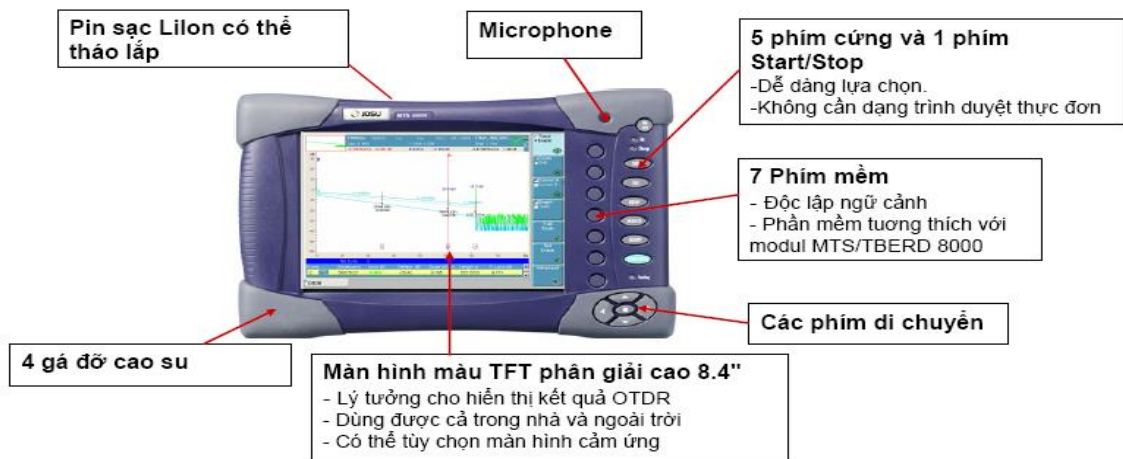 Pin sạc LiIon có thể
tháo lắp
Microphone
5 phím cứng và 1 phím
Start/Stop
-Dễ dàng lựa chọn.
-Không cần dạng trình duyệt thực đơn
JDSU
MTS 8000
7 Phím mềm
- Độc lập ngữ cảnh
- Phần mềm tương thích với
modul MTS/TBERD 8000
Các phím di chuyển
4 gá đỡ cao su
Màn hình màu TFT phân giải cao 8.4"
- Lý tưởng cho hiển thị kết quả OTDR
- Dùng được cả trong nhà và ngoài trời
- Có thể tùy chọn màn hình cảm ứng